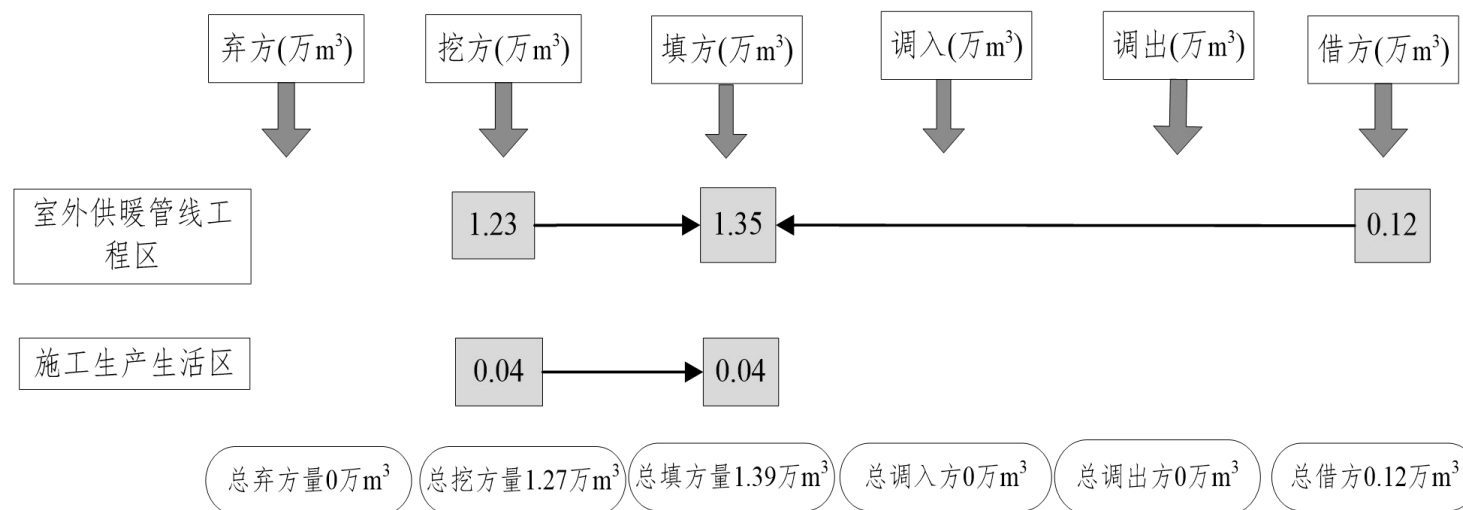 弃方(万m³)
挖方(万m³)
填方(万m³)
调入(万m³)
调出(万m³)
借方(万m³)
室外供暖管线工
程区
1.23
1.35
0.12
施工生产生活区
0.04
0.04
总弃方量0万m³
总挖方量1.27万m³
总填方量1.39万m³
总调入方0万m³
总调出方0万m³
总借方0.12万m³